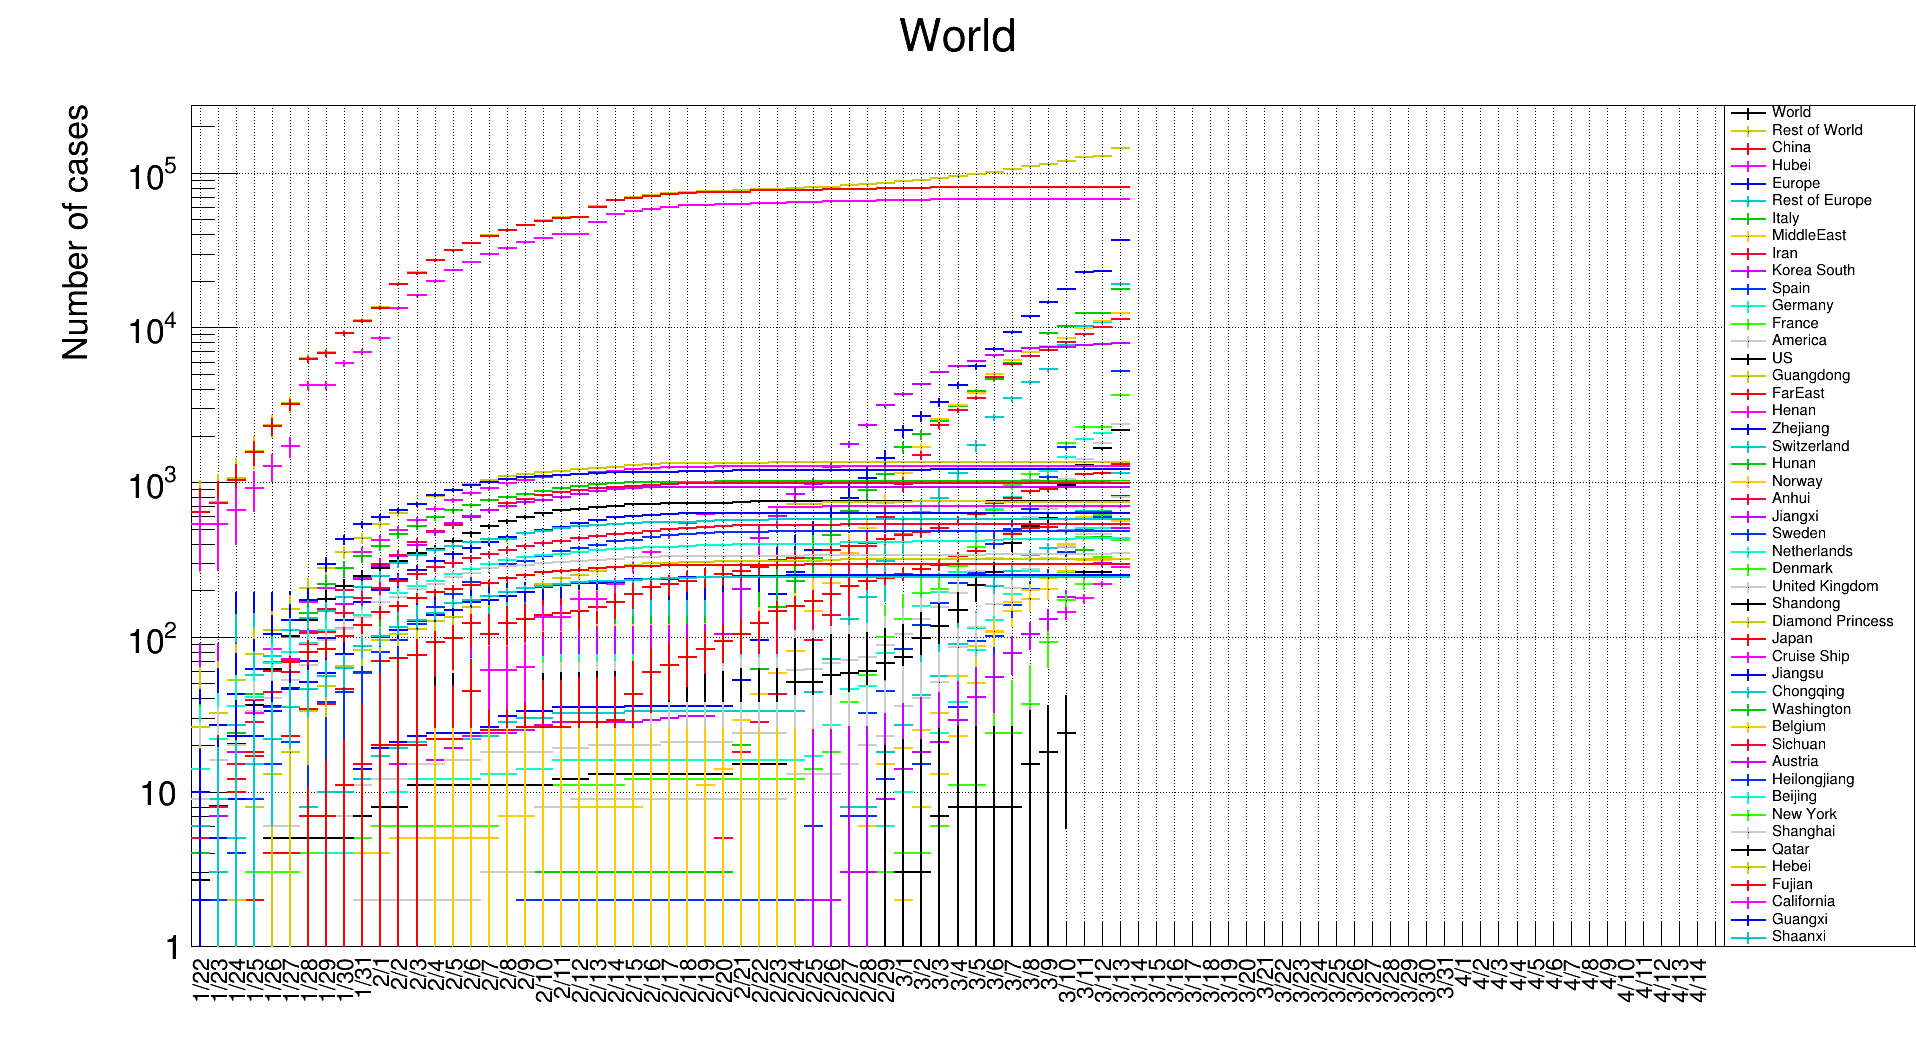 World
Number of cases
10^5
10^4
10^3
10^2
10
1
1/22
1/23
1/24
1/25
1/26
1/27
1/28
1/29
1/30
1/31
2/1
2/2
2/3
2/4
2/5
2/6
2/7
2/8
2/9
2/10
2/11
2/12
2/13
2/14
2/15
2/16
2/17
2/18
2/19
2/20
2/21
2/22
2/23
2/24
2/25
2/26
2/27
2/28
2/29
3/1
3/2
3/3
3/4
3/5
3/6
3/7
3/8
3/9
3/10
3/11
3/12
3/13
3/14
3/15
3/16
3/17
3/18
3/19
3/20
3/21
3/22
3/23
3/24
3/25
3/26
3/27
3/28
3/29
3/30
3/31
4/1
4/2
4/3
4/4
4/5
4/6
4/7
4/8
4/9
4/10
4/11
4/12
4/13
4/14
World
Rest of World
China
Hubei
Europe
Rest of Europe
Italy
MiddleEast
Iran
Korea South
Spain
Germany
France
America
US
Guangdong
FarEast
Henan
Zhejiang
Switzerland
Hunan
Norway
Anhui
Jiangxi
Sweden
Netherlands
Denmark
United Kingdom
Shandong
Diamond Princess
Japan
Cruise Ship
Jiangsu
Chongqing
Washington
Belgium
Sichuan
Austria
Heilongjiang
Beijing
New York
Shanghai
Qatar
Hebei
Fujian
California
Guangxi
Shaanxi